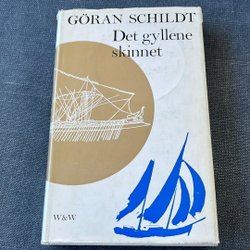 GÖRAN SCHILDT
Det gyllene
skinnet
W&W